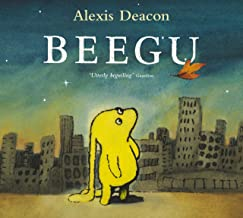 Alexis Deacon
BEEGU
'Utterly beguiling' Guardian